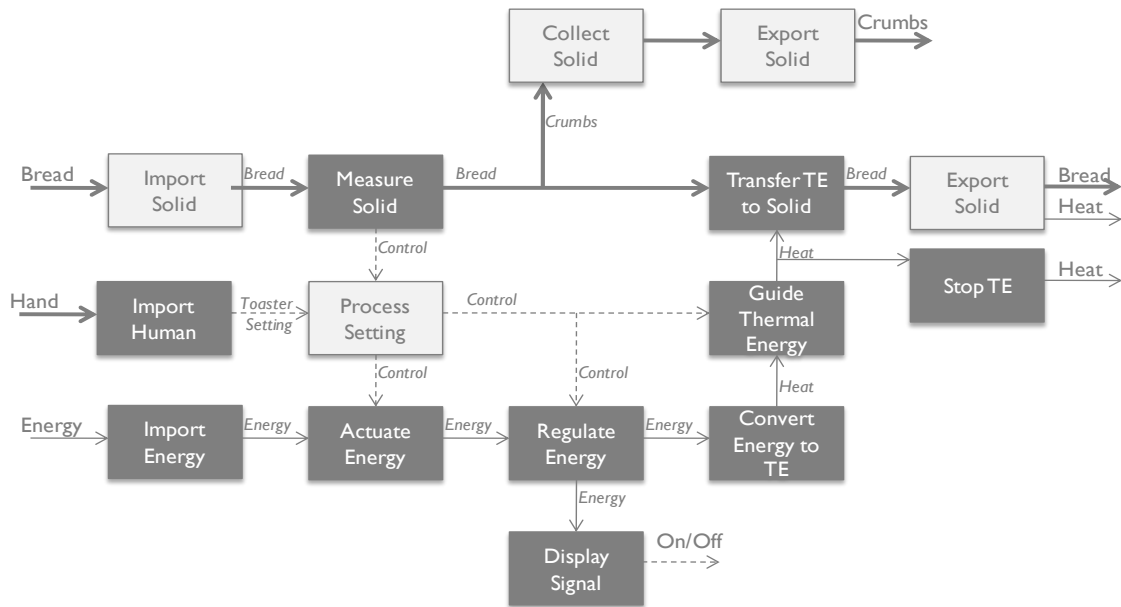 Collect
Solid
Export
Solid
Crumbs
Crumbs
Bread
Import
Solid
Bread
Measure
Solid
Bread
Transfer TE
to Solid
Bread
Export
Solid
Bread
Heat
Control
Heat
Stop TE
Heat
Hand
Import
Human
Toaster
Setting
Process
Setting
Control
Guide
Thermal
Energy
Control
Control
Heat
Energy
Import
Energy
Energy
Actuate
Energy
Energy
Regulate
Energy
Energy
Convert
Energy to
TE
Energy
Display
Signal
On/Off